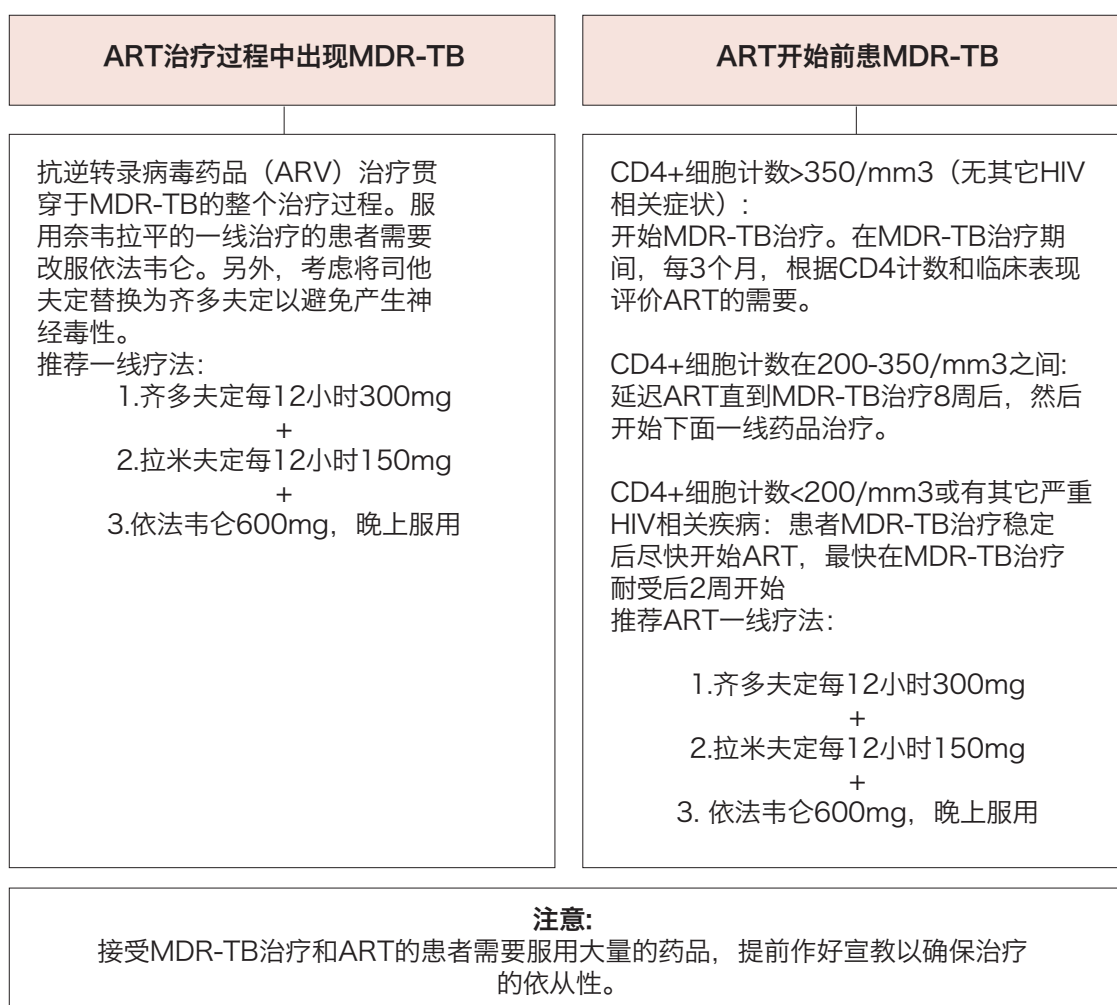 ART治疗过程中出现MDR-TB
抗逆转录病毒药品（ARV）治疗贯
穿于MDR-TB的整个治疗过程。服
用奈韦拉平的一线治疗的患者需要
改服依法韦仑。另外，考虑将司他
夫定替换为齐多夫定以避免产生神
经毒性。
推荐一线疗法：
1.齐多夫定每12小时300mg
+
2.拉米夫定每12小时150mg
+
3.依法韦仑600mg，晚上服用
ART开始前患MDR-TB
CD4+细胞计数>350/mm3（无其它HIV
相关症状）：
开始MDR-TB治疗。在MDR-TB治疗期
间，每3个月，根据CD4计数和临床表现
评价ART的需要。
CD4+细胞计数在200-350/mm3之间:
延迟ART直到MDR-TB治疗8周后，然后
开始下面一线药品治疗。
CD4+细胞计数<200/mm3或有其它严重
HIV相关疾病：患者MDR-TB治疗稳定
后尽快开始ART，最快在MDR-TB治疗
耐受后2周开始
推荐ART一线疗法：
1.齐多夫定每12小时300mg
+
2.拉米夫定每12小时150mg
+
3. 依法韦仑600mg，晚上服用
注意:
接受MDR-TB治疗和ART的患者需要服用大量的药品，提前作好宣教以确保治疗
的依从性。